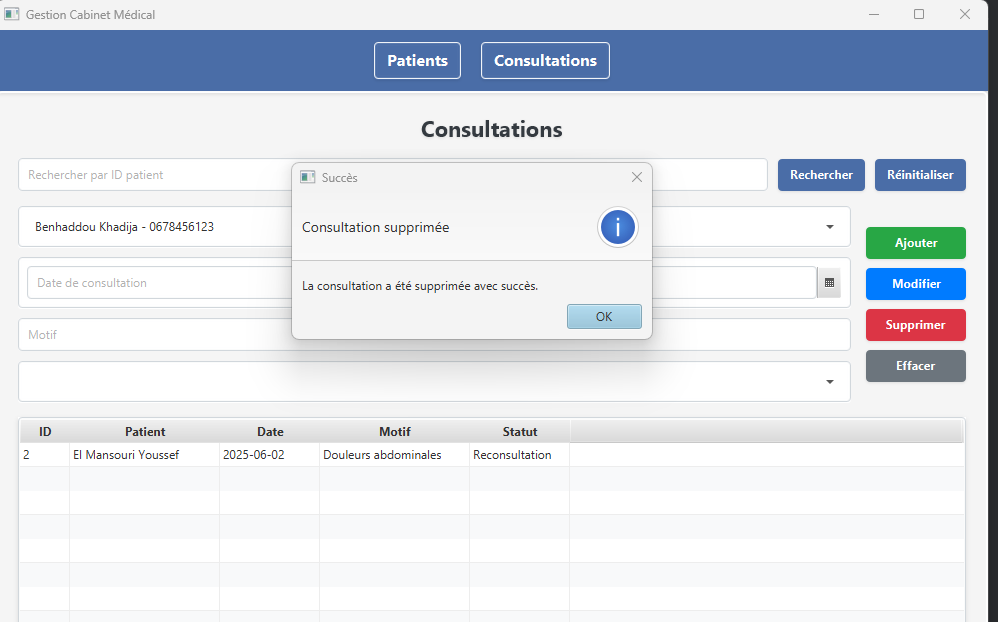 Gestion Cabinet Médical
Patients
Consultations
Consultations
Rechercher par ID patient
Rechercher
Réinitialiser
Succès
Consultation supprimée
La consultation a été supprimée avec succès.
OK
Benhaddou Khadija - 0678456123
Ajouter
Date de consultation
Modifier
Motif
Supprimer
Effacer
ID Patient Date Motif Statut
2 El Mansouri Youssef 2025-06-02 Douleurs abdominales Reconsultation